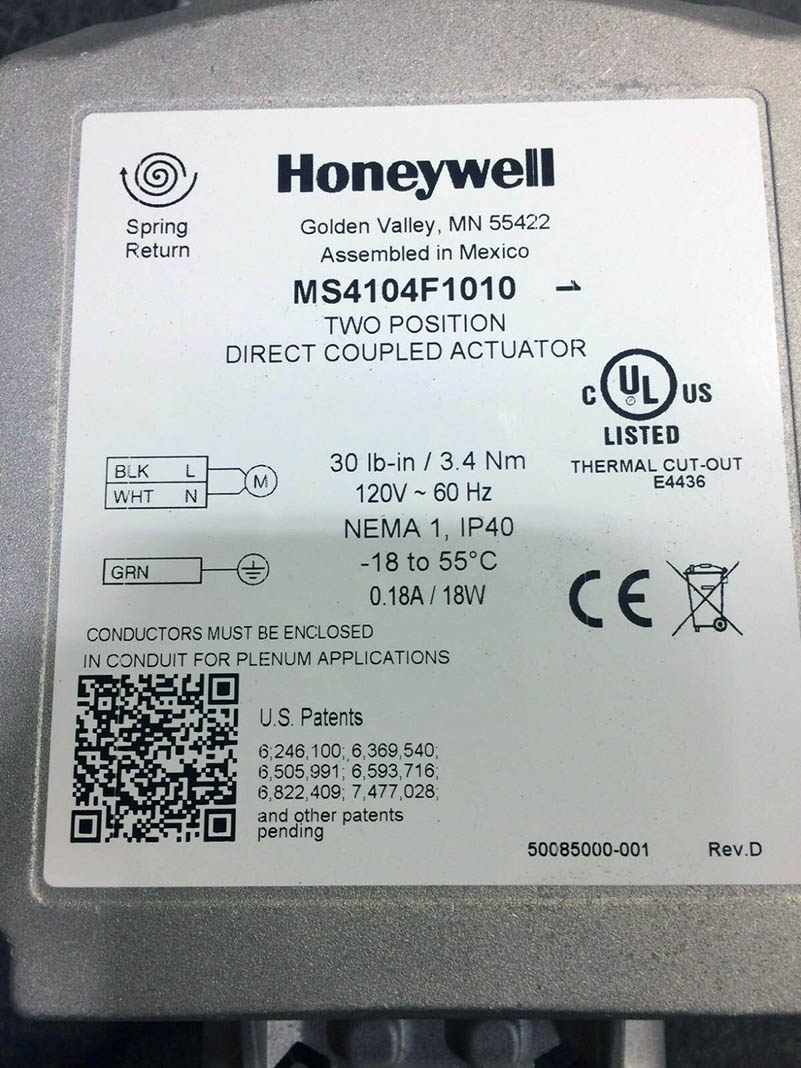 Honeywell
Spring
Return
Golden Valley, MN 55422
Assembled in Mexico
MS4104F1010
TWO POSITION
DIRECT COUPLED ACTUATOR
C UL US
LISTED
THERMAL CUT-OUT
E4436
BLK L
WHT N
M
30 lb-in / 3.4 Nm
120V ~ 60 Hz
NEMA 1, IP40
-18 to 55°C
0.18A / 18W
GRN
CE
CONDUCTORS MUST BE ENCLOSED
IN CONDUIT FOR PLENUM APPLICATIONS
U.S. Patents
6,246,100; 6,369,540;
6,505,991; 6,593,716;
6,822,409; 7,477,028;
and other patents
pending
50085000-001 Rev.D